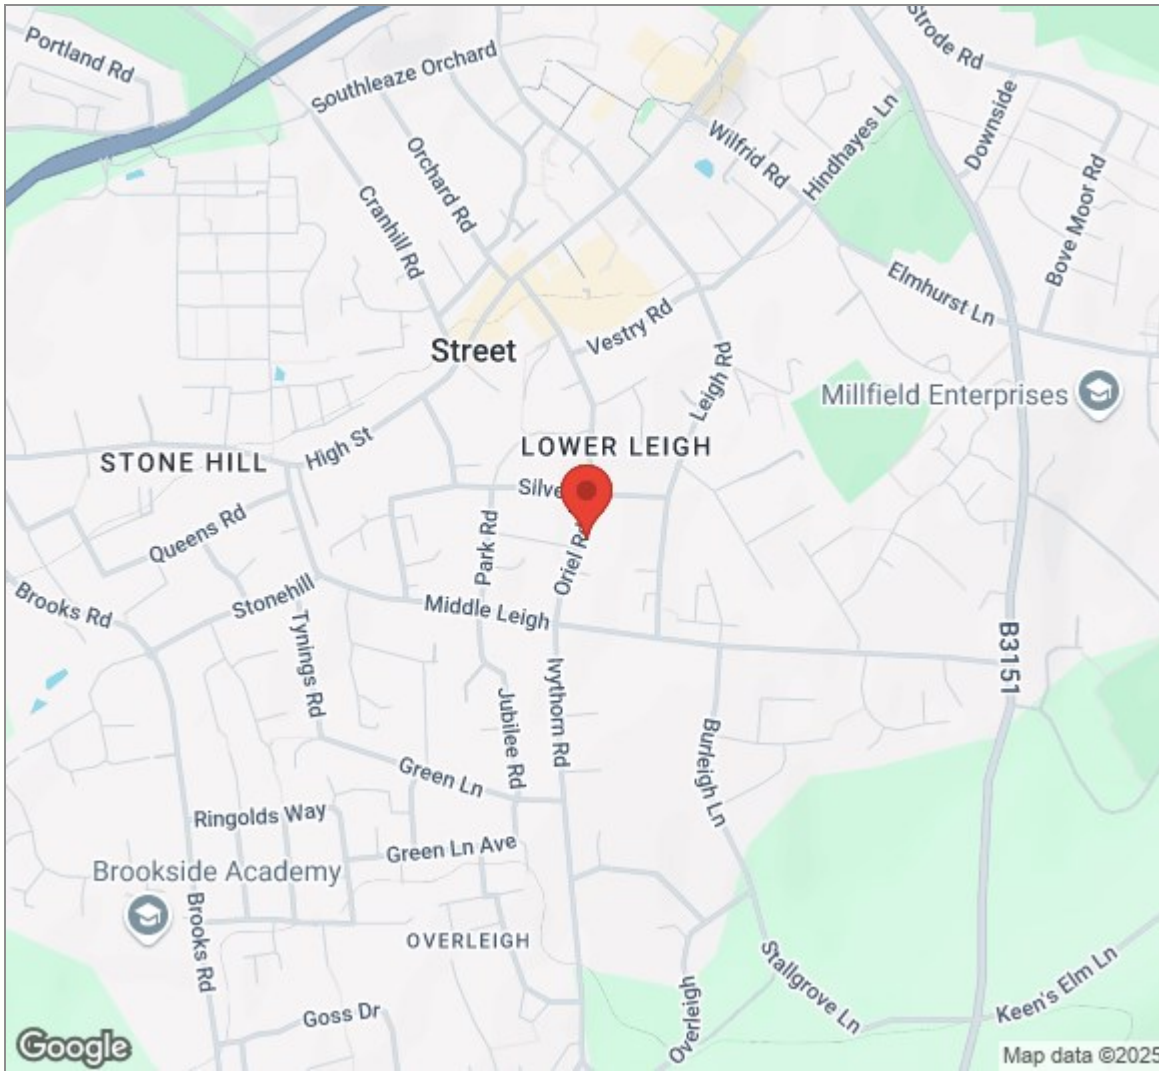 Portland Rd
Southleaze Orchard
Strode Rd
Orchard Rd
Cranhill Rd
Wilfrid Rd
Hindhayes Ln
Downside
Bove Moor Rd
Elmhurst Ln
Vestry Rd
Street
Leigh Rd
Millfield Enterprises
LOWER LEIGH
High St
STONE HILL
Queens Rd
Park Rd
Oriel Rd
Stonehill
Brooks Rd
Tynings Rd
Middle Leigh
Ivythorn Rd
B3151
Jubilee Rd
Burleigh Ln
Green Ln
Ringolds Way
Green Ln Ave
Brookside Academy
Brooks Rd
OVERLEIGH
Stallgrove Ln
Overleigh
Keen's Elm Ln
Goss Dr
Google
Map data ©2025